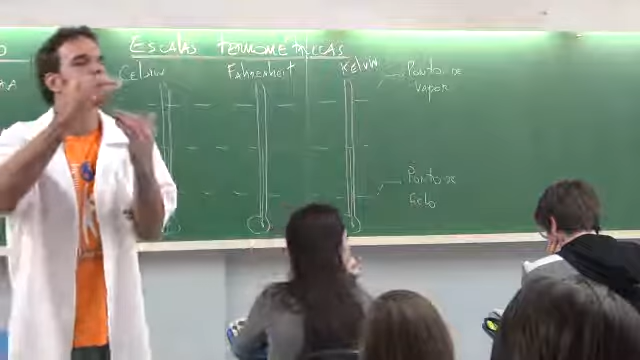 Escalas termométricas
Celsius
Fahrenheit
Kelvin
Ponto de
Vapor
Ponto de
Gelo